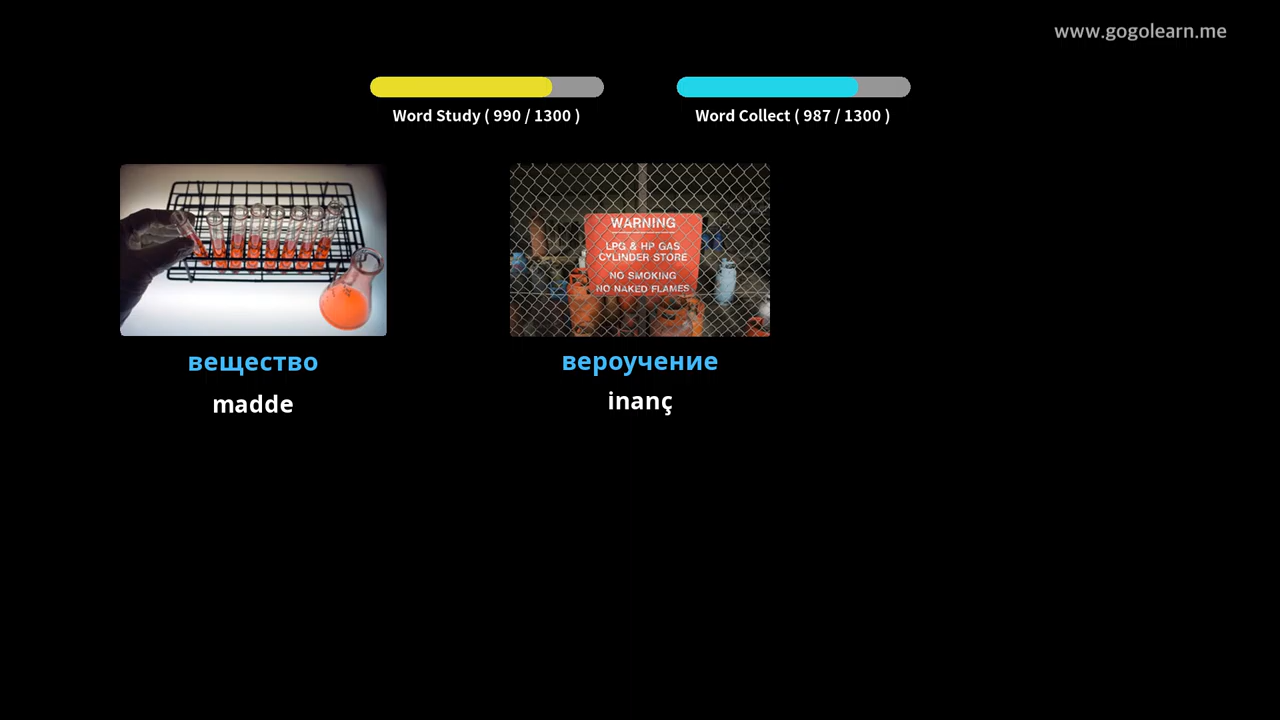 www.gogolearn.me
Word Study ( 990 / 1300 )
Word Collect ( 987 / 1300 )
WARNING
LPG & HP GAS
CYLINDER STORE
NO SMOKING
NO NAKED FLAMES
вещество
madde
вероучение
inanç